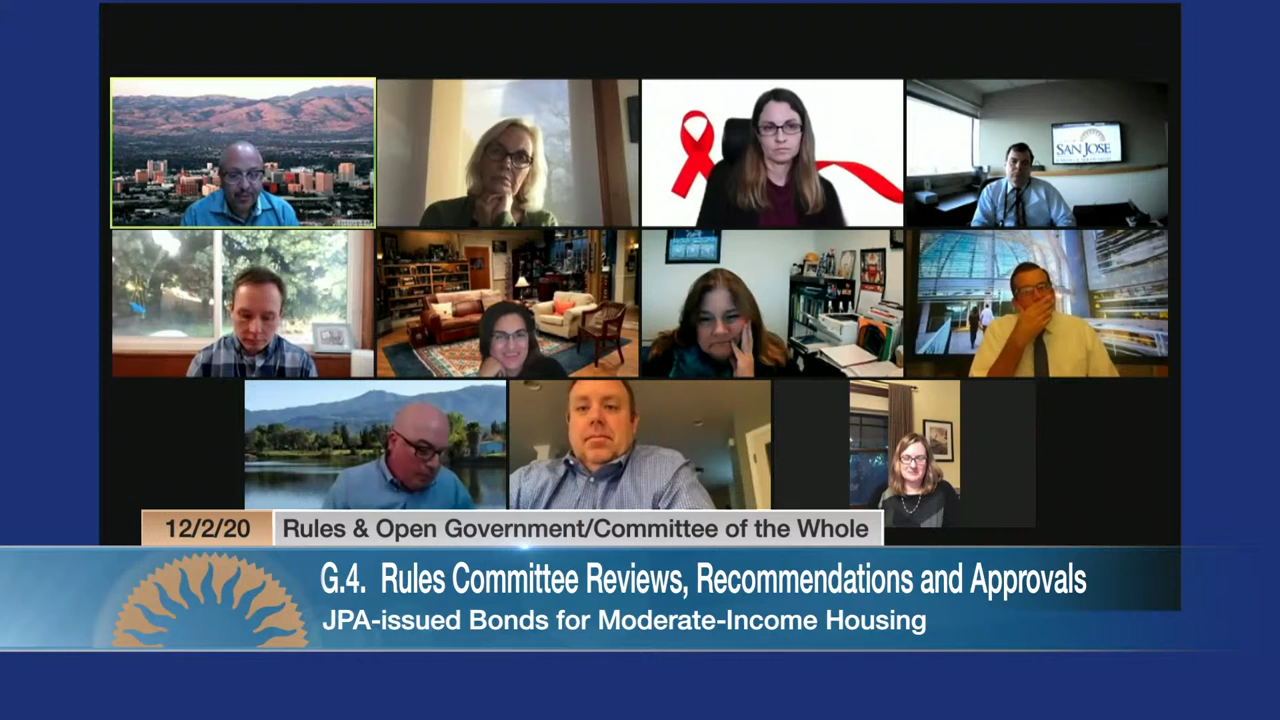 SAN JOSE
12/2/20
Rules & Open Government/Committee of the Whole
G.4. Rules Committee Reviews, Recommendations and Approvals
JPA-issued Bonds for Moderate-Income Housing